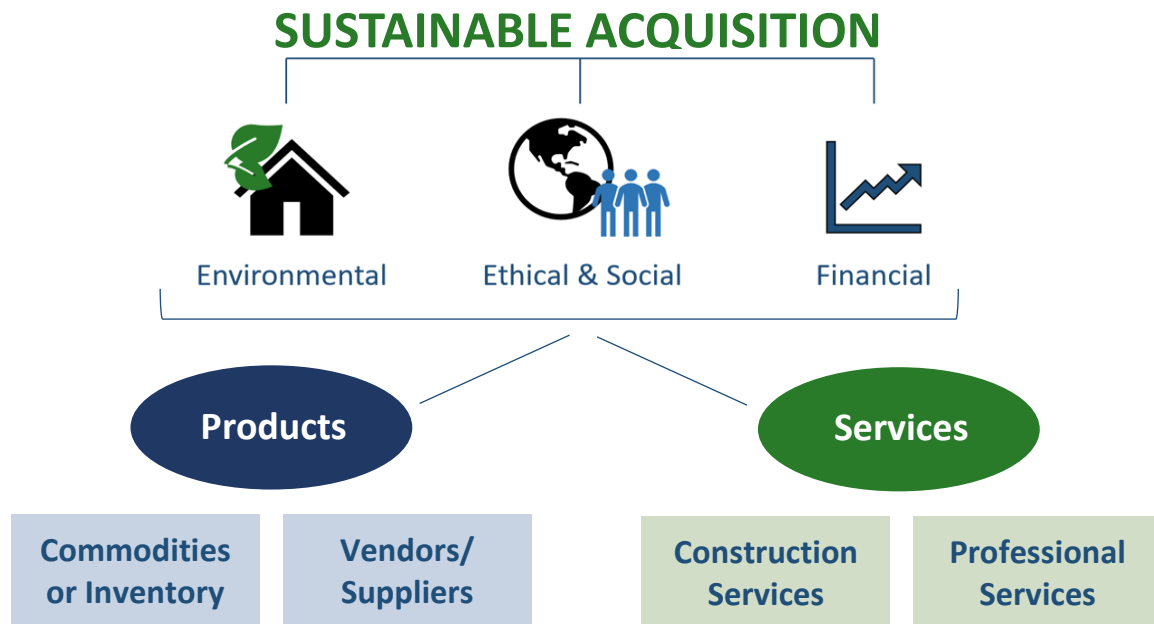 SUSTAINABLE ACQUISITION
Environmental
Ethical & Social
Financial
Products
Services
Commodities
or Inventory
Vendors/
Suppliers
Construction
Services
Professional
Services